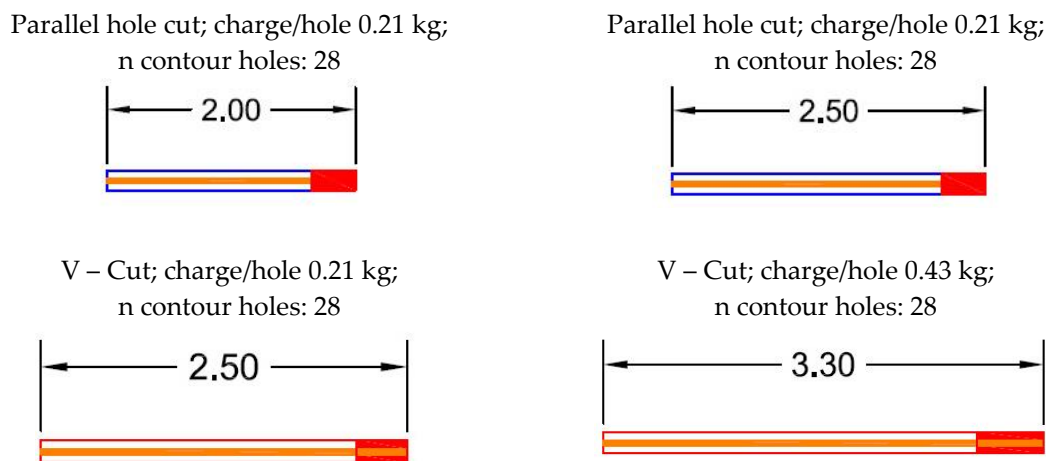 Parallel hole cut; charge/hole 0.21 kg;
n contour holes: 28
2.00
Parallel hole cut; charge/hole 0.21 kg;
n contour holes: 28
2.50
V – Cut; charge/hole 0.21 kg;
n contour holes: 28
2.50
V – Cut; charge/hole 0.43 kg;
n contour holes: 28
3.30